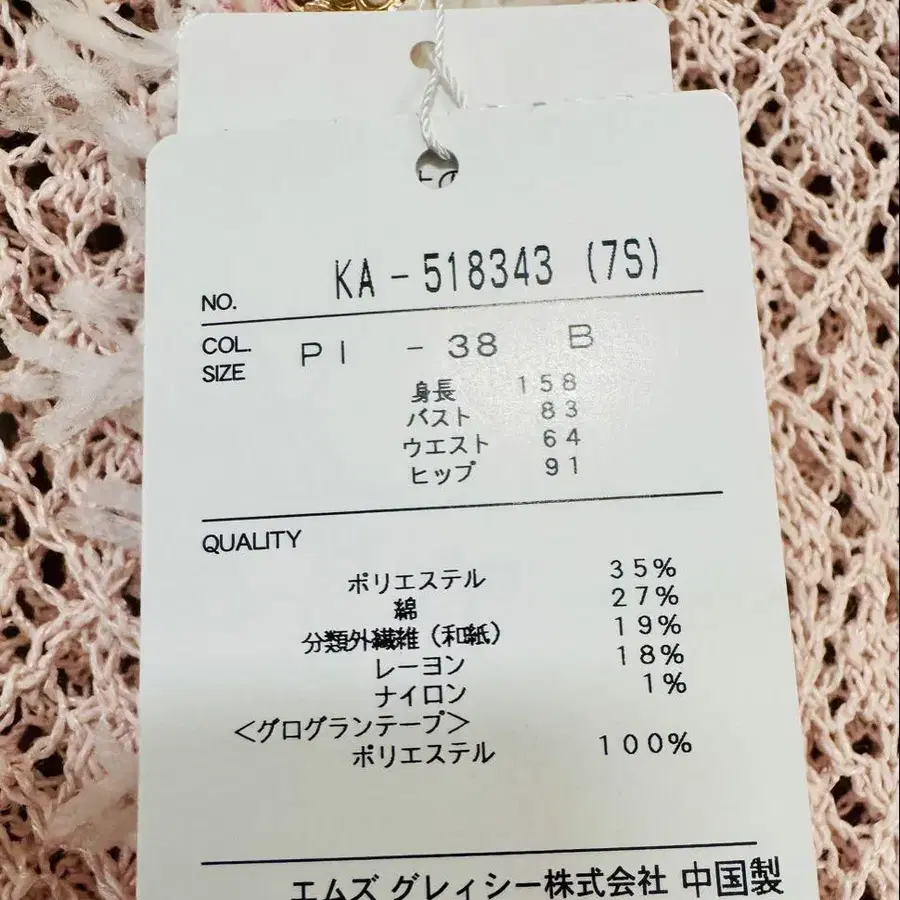 NO. KA-518343 (7S)
COL. PI -38 B
SIZE
身長 158
バスト 83
ウエスト 64
ヒップ 91
QUALITY
ポリエステル 35%
綿 27%
分類外繊維(和紙) 19%
レーヨン 18%
ナイロン 1%
<グログランテープ>
ポリエステル 100%
エムズ グレィシー株式会社 中国製